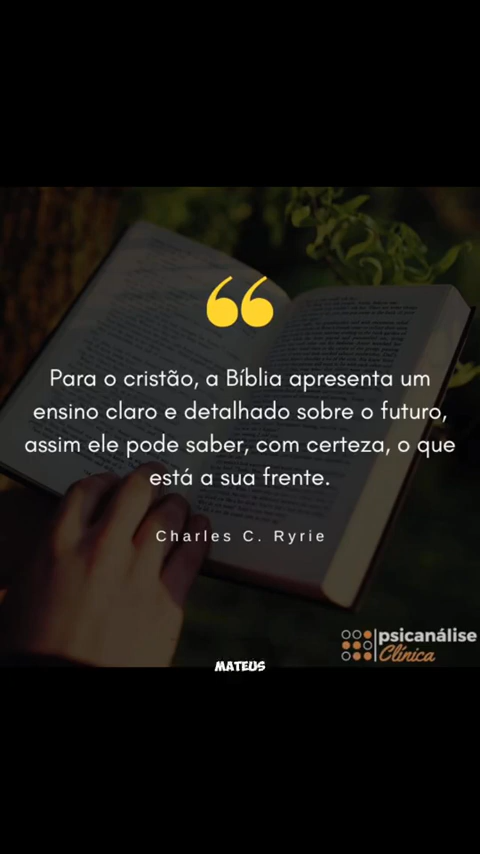 Para o cristão, a Bíblia apresenta um
ensino claro e detalhado sobre o futuro,
assim ele pode saber, com certeza, o que
está a sua frente.
Charles C. Ryrie
psicanálise
Clínica
MATEUS